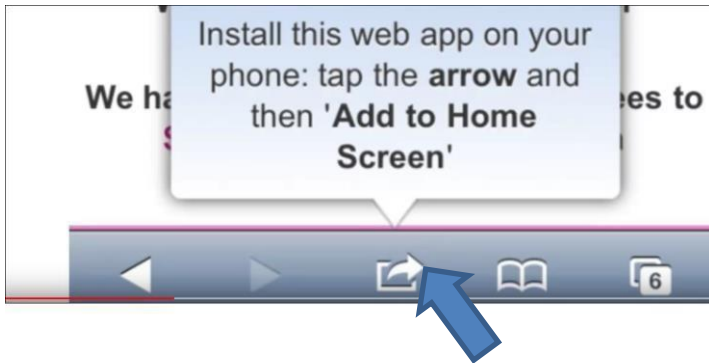 Install this web app on your
phone: tap the arrow and
We ha
then 'Add to Home
ees to
Screen'
6